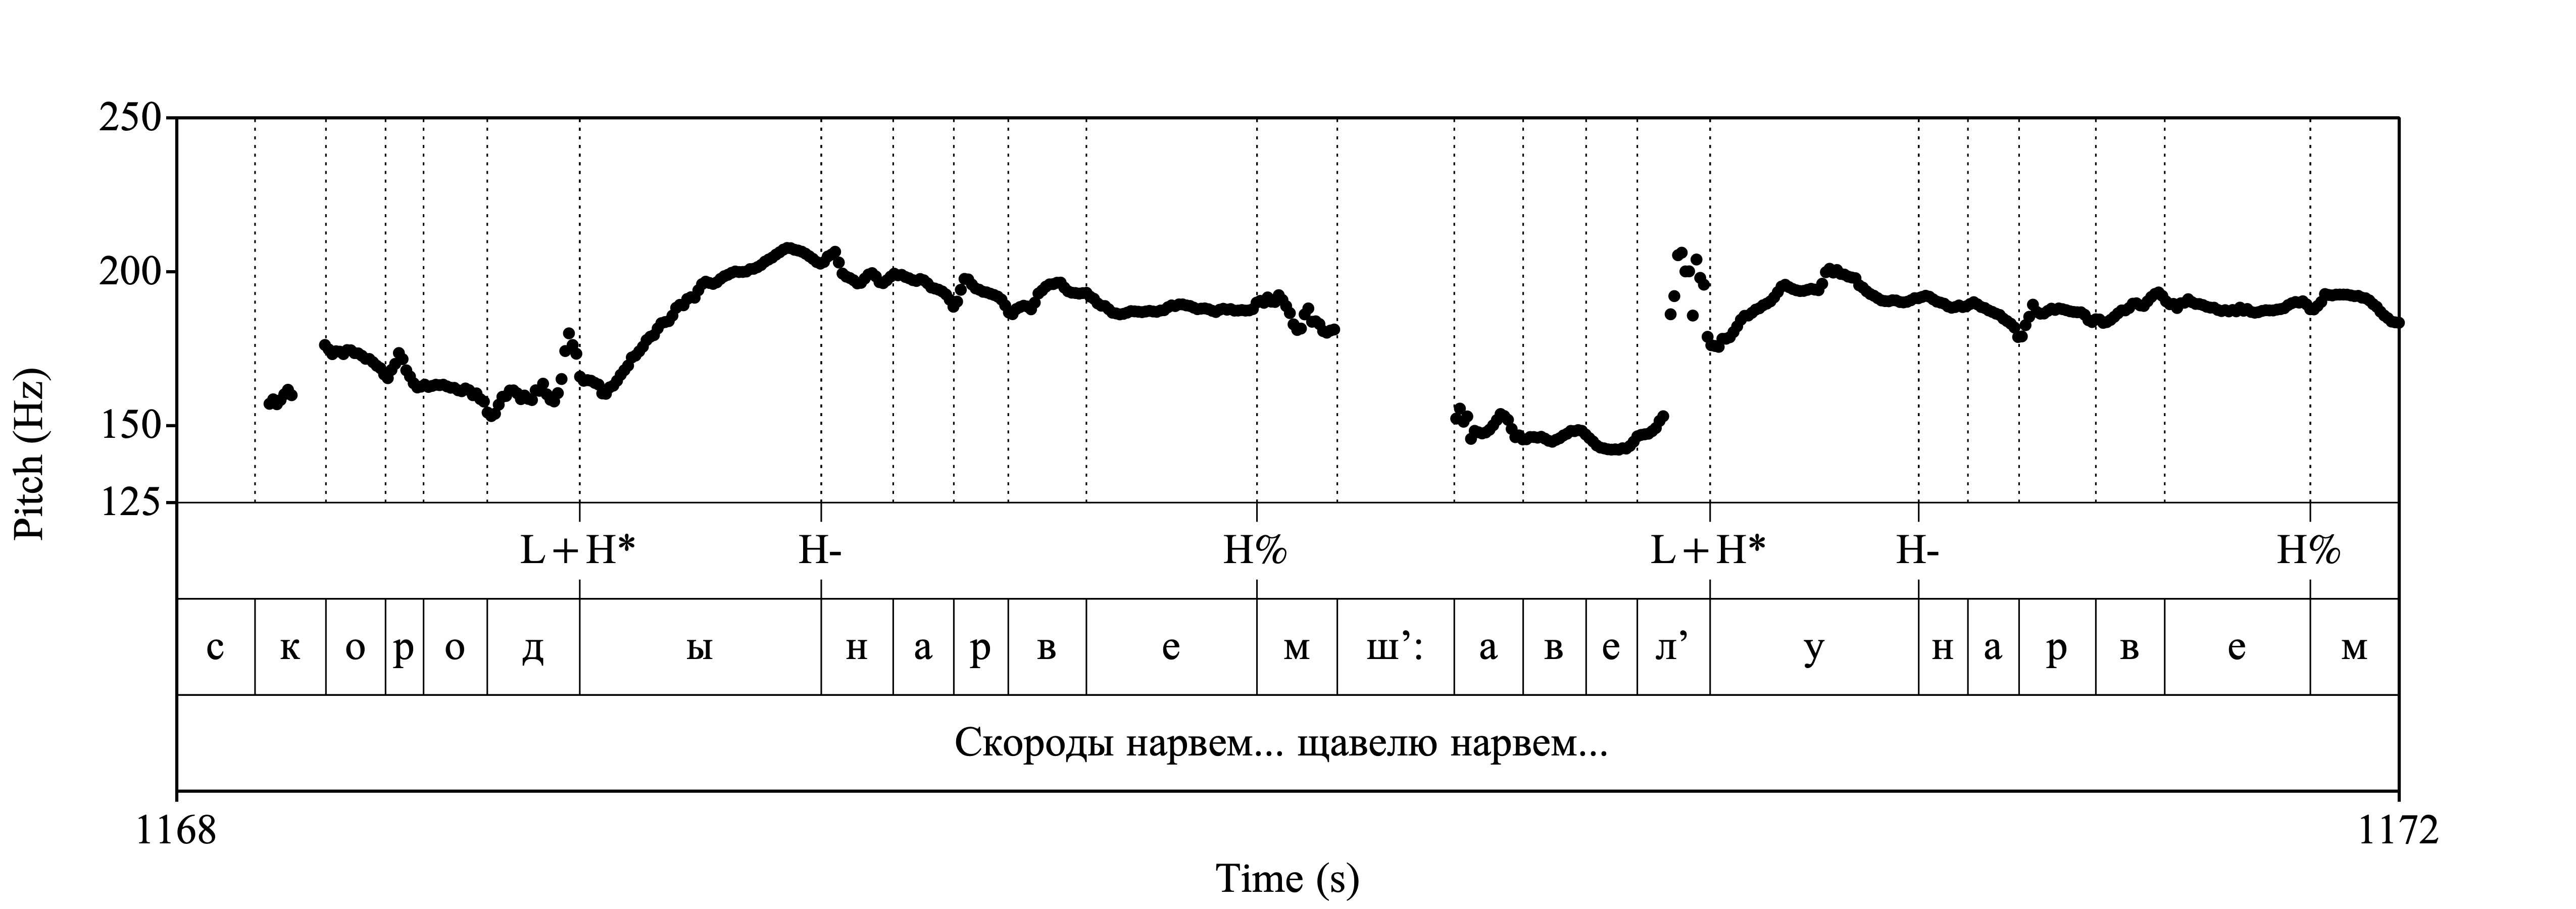 250
200
150
125
Pitch (Hz)
L+H* H- H% L+H* H- H%
с к о р о д ы н а р в е м ш’: а в е л’ у н а р в е м
Скороды нарвем... щавелю нарвем...
1168 1172
Time (s)